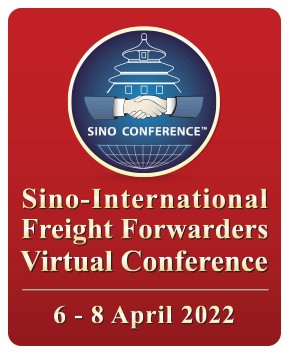 SINO CONFERENCE™
Sino-International
Freight Forwarders
Virtual Conference
6 - 8 April 2022